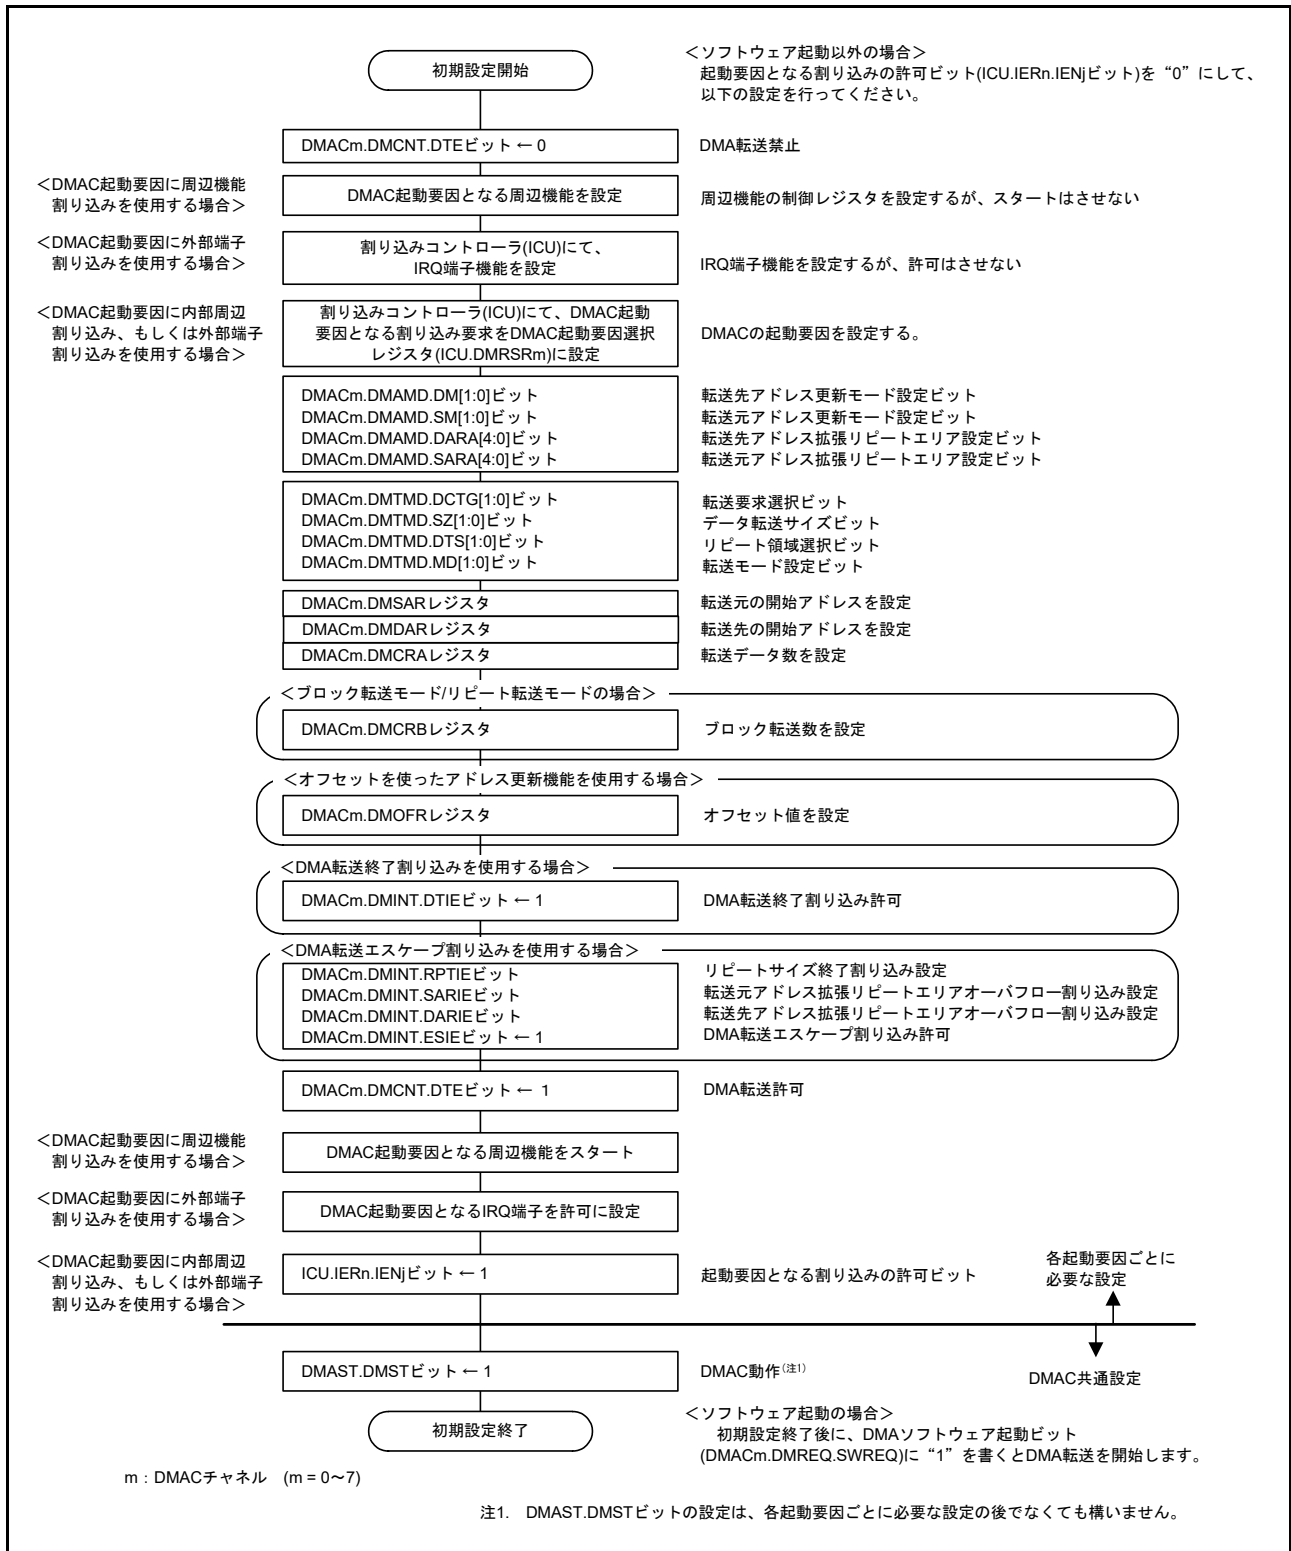 初期設定開始
＜ソフトウェア起動以外の場合＞
起動要因となる割り込みの許可ビット(ICU.IERn.IENjビット)を“0”にして、
以下の設定を行ってください。
DMACm.DMCNT.DTEビット ← 0
DMA転送禁止
＜DMAC起動要因に周辺機能
割り込みを使用する場合＞
DMAC起動要因となる周辺機能を設定
周辺機能の制御レジスタを設定するが、スタートはさせない
＜DMAC起動要因に外部端子
割り込みを使用する場合＞
割り込みコントローラ(ICU)にて、
IRQ端子機能を設定
IRQ端子機能を設定するが、許可はさせない
＜DMAC起動要因に内部周辺
割り込み、もしくは外部端子
割り込みを使用する場合＞
割り込みコントローラ(ICU)にて、DMAC起動
要因となる割り込み要求をDMAC起動要因選択
レジスタ(ICU.DMRSRm)に設定
DMACの起動要因を設定する。
DMACm.DMAMD.DM[1:0]ビット
転送先アドレス更新モード設定ビット
DMACm.DMAMD.SM[1:0]ビット
転送元アドレス更新モード設定ビット
DMACm.DMAMD.DARA[4:0]ビット
転送先アドレス拡張リピートエリア設定ビット
DMACm.DMAMD.SARA[4:0]ビット
転送元アドレス拡張リピートエリア設定ビット
DMACm.DMTMD.DCTG[1:0]ビット
転送要求選択ビット
DMACm.DMTMD.SZ[1:0]ビット
データ転送サイズビット
DMACm.DMTMD.DTS[1:0]ビット
リピート領域選択ビット
DMACm.DMTMD.MD[1:0]ビット
転送モード設定ビット
DMACm.DMSARレジスタ
転送元の開始アドレスを設定
DMACm.DMDARレジスタ
転送先の開始アドレスを設定
DMACm.DMCRAレジスタ
転送データ数を設定
＜ブロック転送モード/リピート転送モードの場合＞
DMACm.DMCRBレジスタ
ブロック転送数を設定
＜オフセットを使ったアドレス更新機能を使用する場合＞
DMACm.DMOFRレジスタ
オフセット値を設定
＜DMA転送終了割り込みを使用する場合＞
DMACm.DMINT.DTIEビット ← 1
DMA転送終了割り込み許可
＜DMA転送エスケープ割り込みを使用する場合＞
DMACm.DMINT.RPTIEビット
リピートサイズ終了割り込み設定
DMACm.DMINT.SARIEビット
転送元アドレス拡張リピートエリアオーバフロー割り込み設定
DMACm.DMINT.DARIEビット
転送先アドレス拡張リピートエリアオーバフロー割り込み設定
DMACm.DMINT.ESIEビット ← 1
DMA転送エスケープ割り込み許可
DMACm.DMCNT.DTEビット ← 1
DMA転送許可
＜DMAC起動要因に周辺機能
割り込みを使用する場合＞
DMAC起動要因となる周辺機能をスタート
＜DMAC起動要因に外部端子
割り込みを使用する場合＞
DMAC起動要因となるIRQ端子を許可に設定
＜DMAC起動要因に内部周辺
割り込み、もしくは外部端子
割り込みを使用する場合＞
ICU.IERn.IENjビット ← 1
起動要因となる割り込みの許可ビット
各起動要因ごとに
必要な設定
DMAST.DMSTビット ← 1
DMAC動作(注1)
DMAC共通設定
初期設定終了
＜ソフトウェア起動の場合＞
初期設定終了後に、DMAソフトウェア起動ビット
(DMACm.DMREQ.SWREQ)に“1”を書くとDMA転送を開始します。
m：DMACチャネル (m = 0～7)
注1. DMAST.DMSTビットの設定は、各起動要因ごとに必要な設定の後でなくても構いません。